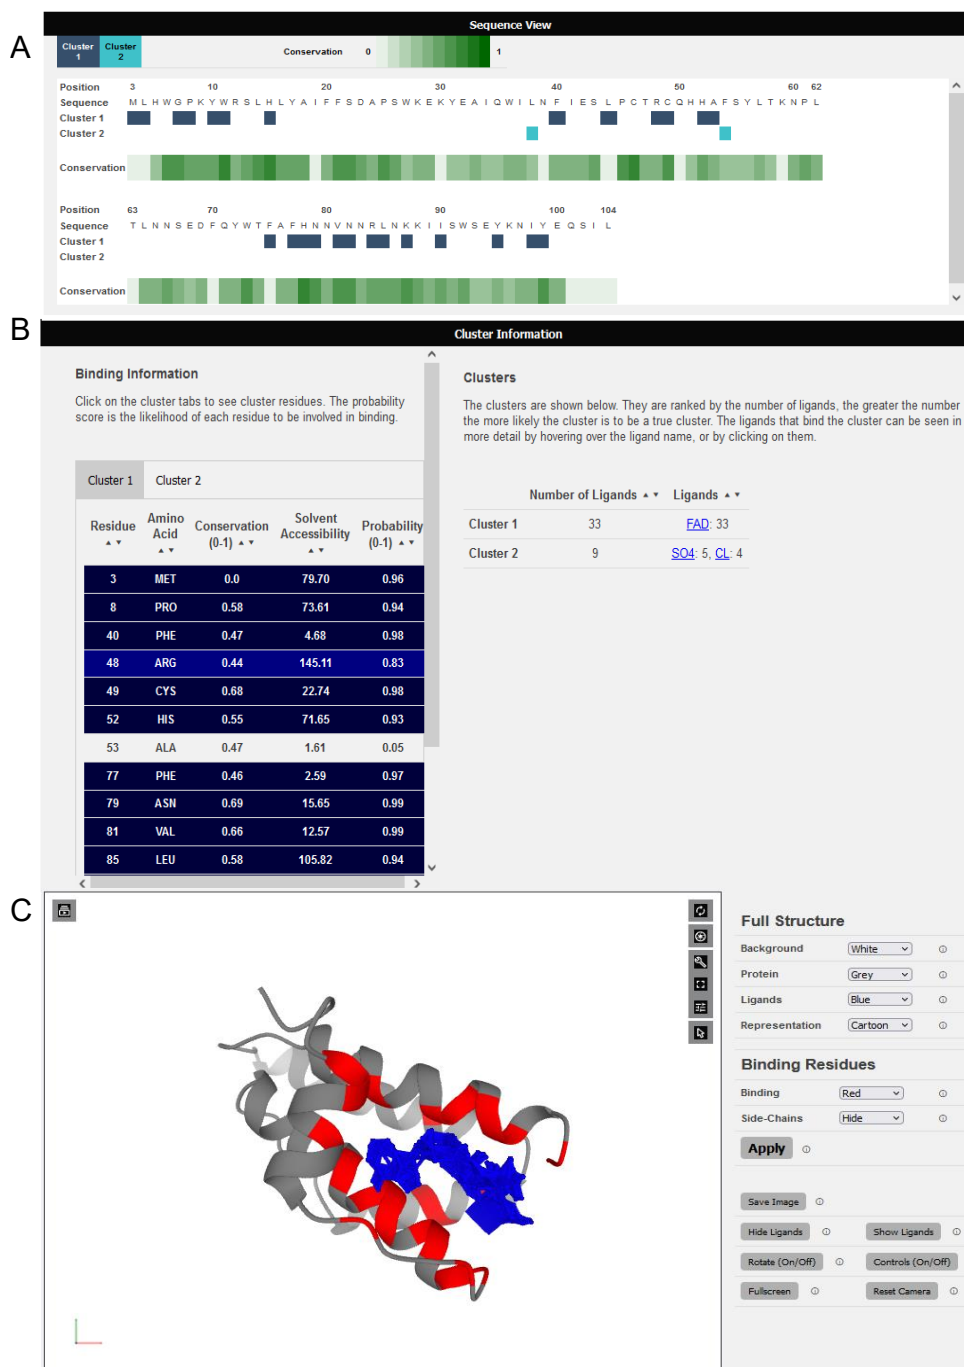 A
Sequence View
Cluster 1
Cluster 2
Conservation 0 1
Position 3 10 20 30 40 50 60 62
Sequence M L H W G P K Y W R S L H L Y A I F F S D A P S W K E K Y E A I Q W I L N F I E S L P C T R C Q H H A F S Y L T K N P L
Cluster 1
Cluster 2
Conservation
Position 63 70 80 90 100 104
Sequence T L N N S E D F Q Y W T F A F H N N V N N R L N K K I I S W S E Y K N I Y E Q S I L
Cluster 1
Cluster 2
Conservation
B
Cluster Information
Binding Information
Click on the cluster tabs to see cluster residues. The probability
score is the likelihood of each residue to be involved in binding.
Cluster 1 Cluster 2
Residue Amino Acid Conservation (0-1) Solvent Accessibility Probability (0-1)
3 MET 0.0 79.70 0.96
8 PRO 0.58 73.61 0.94
40 PHE 0.47 4.68 0.98
48 ARG 0.44 145.11 0.83
49 CYS 0.68 22.74 0.98
52 HIS 0.55 71.65 0.93
53 ALA 0.47 1.61 0.05
77 PHE 0.46 2.59 0.97
79 ASN 0.69 15.65 0.99
81 VAL 0.66 12.57 0.99
85 LEU 0.58 105.82 0.94
Clusters
The clusters are shown below. They are ranked by the number of ligands, the greater the number
the more likely the cluster is to be a true cluster. The ligands that bind the cluster can be seen in
more detail by hovering over the ligand name, or by clicking on them.
Number of Ligands Ligands
Cluster 1 33 FAD: 33
Cluster 2 9 SO4: 5, CL: 4
C
Full Structure
Background White
Protein Grey
Ligands Blue
Representation Cartoon
Binding Residues
Binding Red
Side-Chains Hide
Apply
Save Image
Hide Ligands Show Ligands
Rotate (On/Off) Controls (On/Off)
Fullscreen Reset Camera